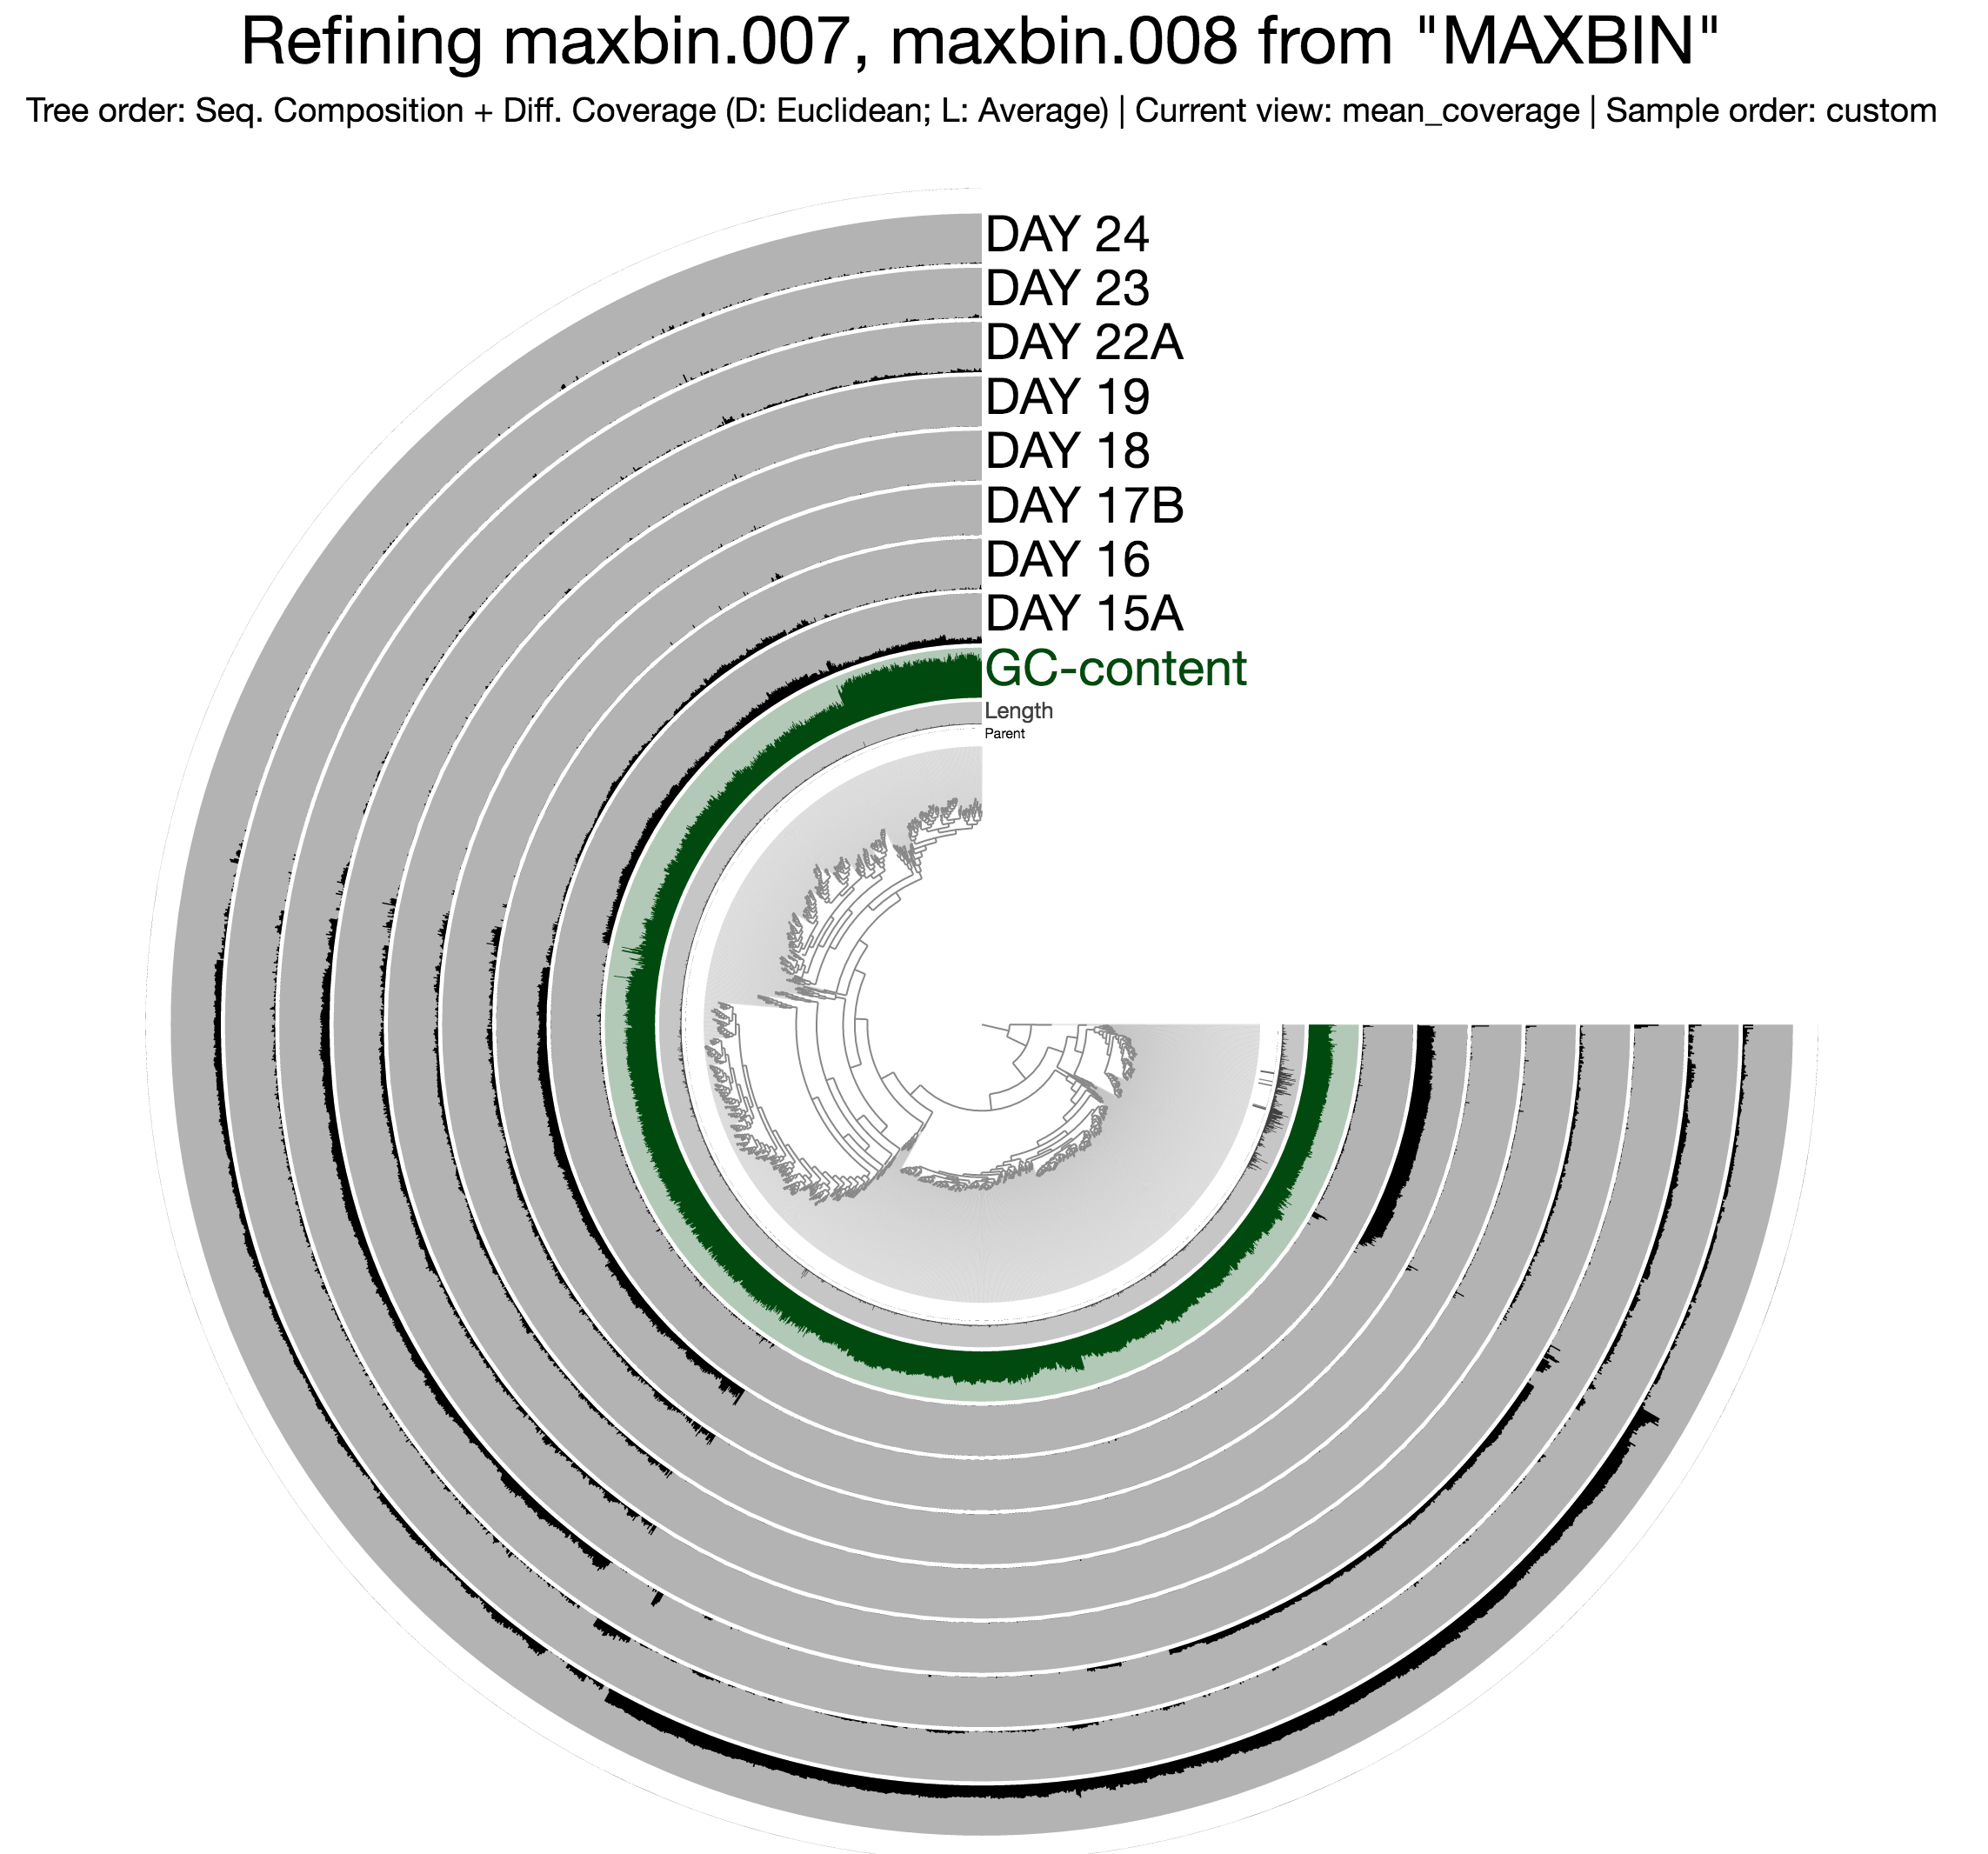 Refining maxbin.007, maxbin.008 from "MAXBIN"
Tree order: Seq. Composition + Diff. Coverage (D: Euclidean; L: Average) | Current view: mean_coverage | Sample order: custom
DAY 24
DAY 23
DAY 22A
DAY 19
DAY 18
DAY 17B
DAY 16
DAY 15A
GC-content
Length
Parent